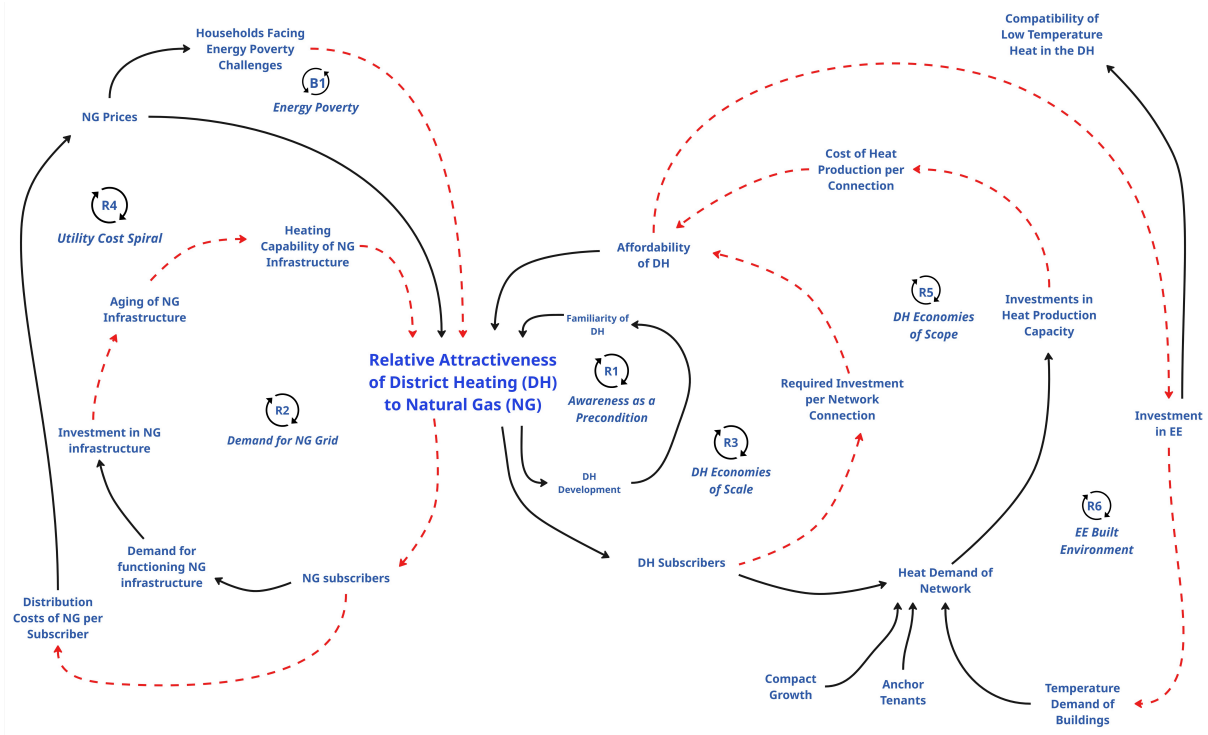 Households Facing
Energy Poverty
Challenges
B1
Energy Poverty
NG Prices
R4
Utility Cost Spiral
Heating
Capability of NG
Infrastructure
Aging of NG
Infrastructure
Investment in NG
infrastructure
R2
Demand for NG Grid
Demand for
functioning NG
infrastructure
NG subscribers
Distribution
Costs of NG per
Subscriber
Relative Attractiveness
of District Heating (DH)
to Natural Gas (NG)
Familiarity of
DH
R1
Awareness as a
Precondition
DH
Development
R3
DH Economies
of Scale
DH Subscribers
Affordability
of DH
Required Investment
per Network
Connection
Cost of Heat
Production per
Connection
R5
DH Economies
of Scope
Investments in
Heat Production
Capacity
Compatibility of
Low Temperature
Heat in the DH
Investment
in EE
R6
EE Built
Environment
Heat Demand of
Network
Compact
Growth
Anchor
Tenants
Temperature
Demand of
Buildings